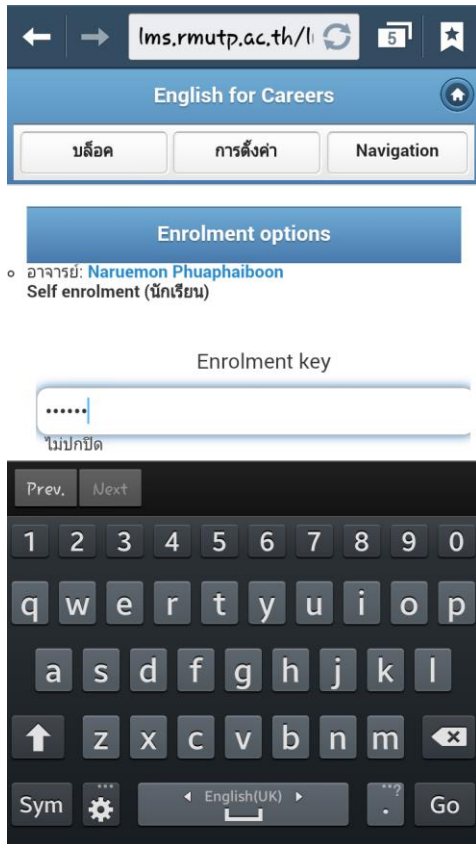 lms.rmutp.ac.th/l
5
English for Careers
บล็อค
การตั้งค่า
Navigation
Enrolment options
อาจารย์: Naruemon Phuaphaiboon
Self enrolment (นักเรียน)
Enrolment key
••••••
ไม่ปกปิด
Prev. Next
1 2 3 4 5 6 7 8 9 0
q w e r t y u i o p
a s d f g h j k l
z x c v b n m
Sym English(UK) . ...? Go